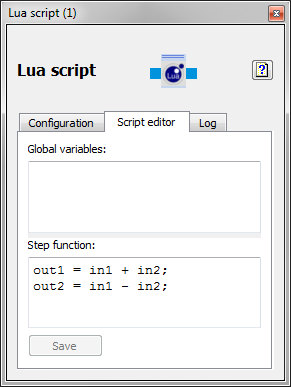 Lua script (1)
Lua script
Lua
?
Configuration
Script editor
Log
Global variables:
Step function:
out1 = in1 + in2;
out2 = in1 - in2;
Save